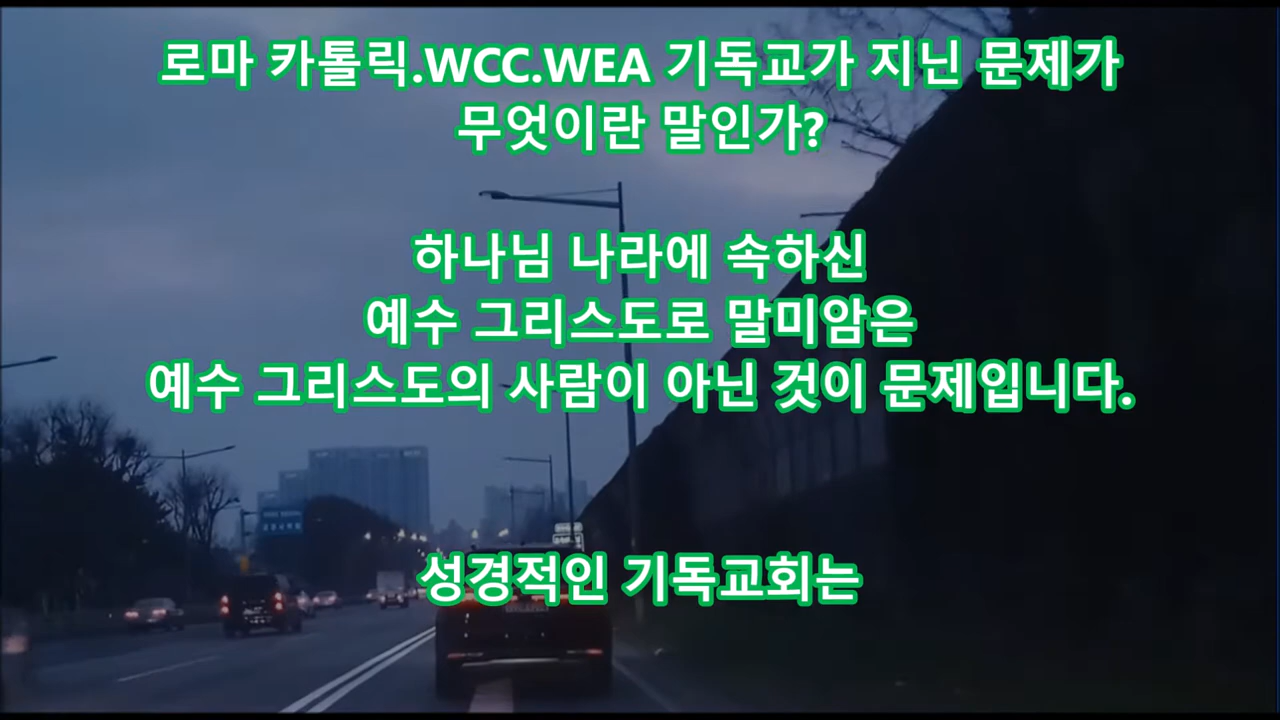 로마 카톨릭.WCC.WEA 기독교가 지닌 문제가
무엇이란 말인가?
하나님 나라에 속하신
예수 그리스도로 말미암은
예수 그리스도의 사람이 아닌 것이 문제입니다.
성경적인 기독교회는